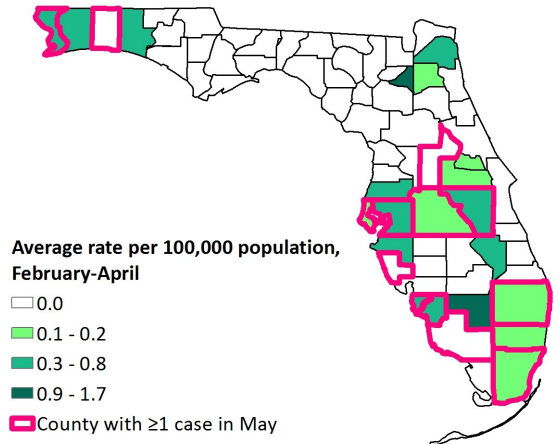 Average rate per 100,000 population,
February-April
0.0
0.1 - 0.2
0.3 - 0.8
0.9 - 1.7
County with ≥1 case in May